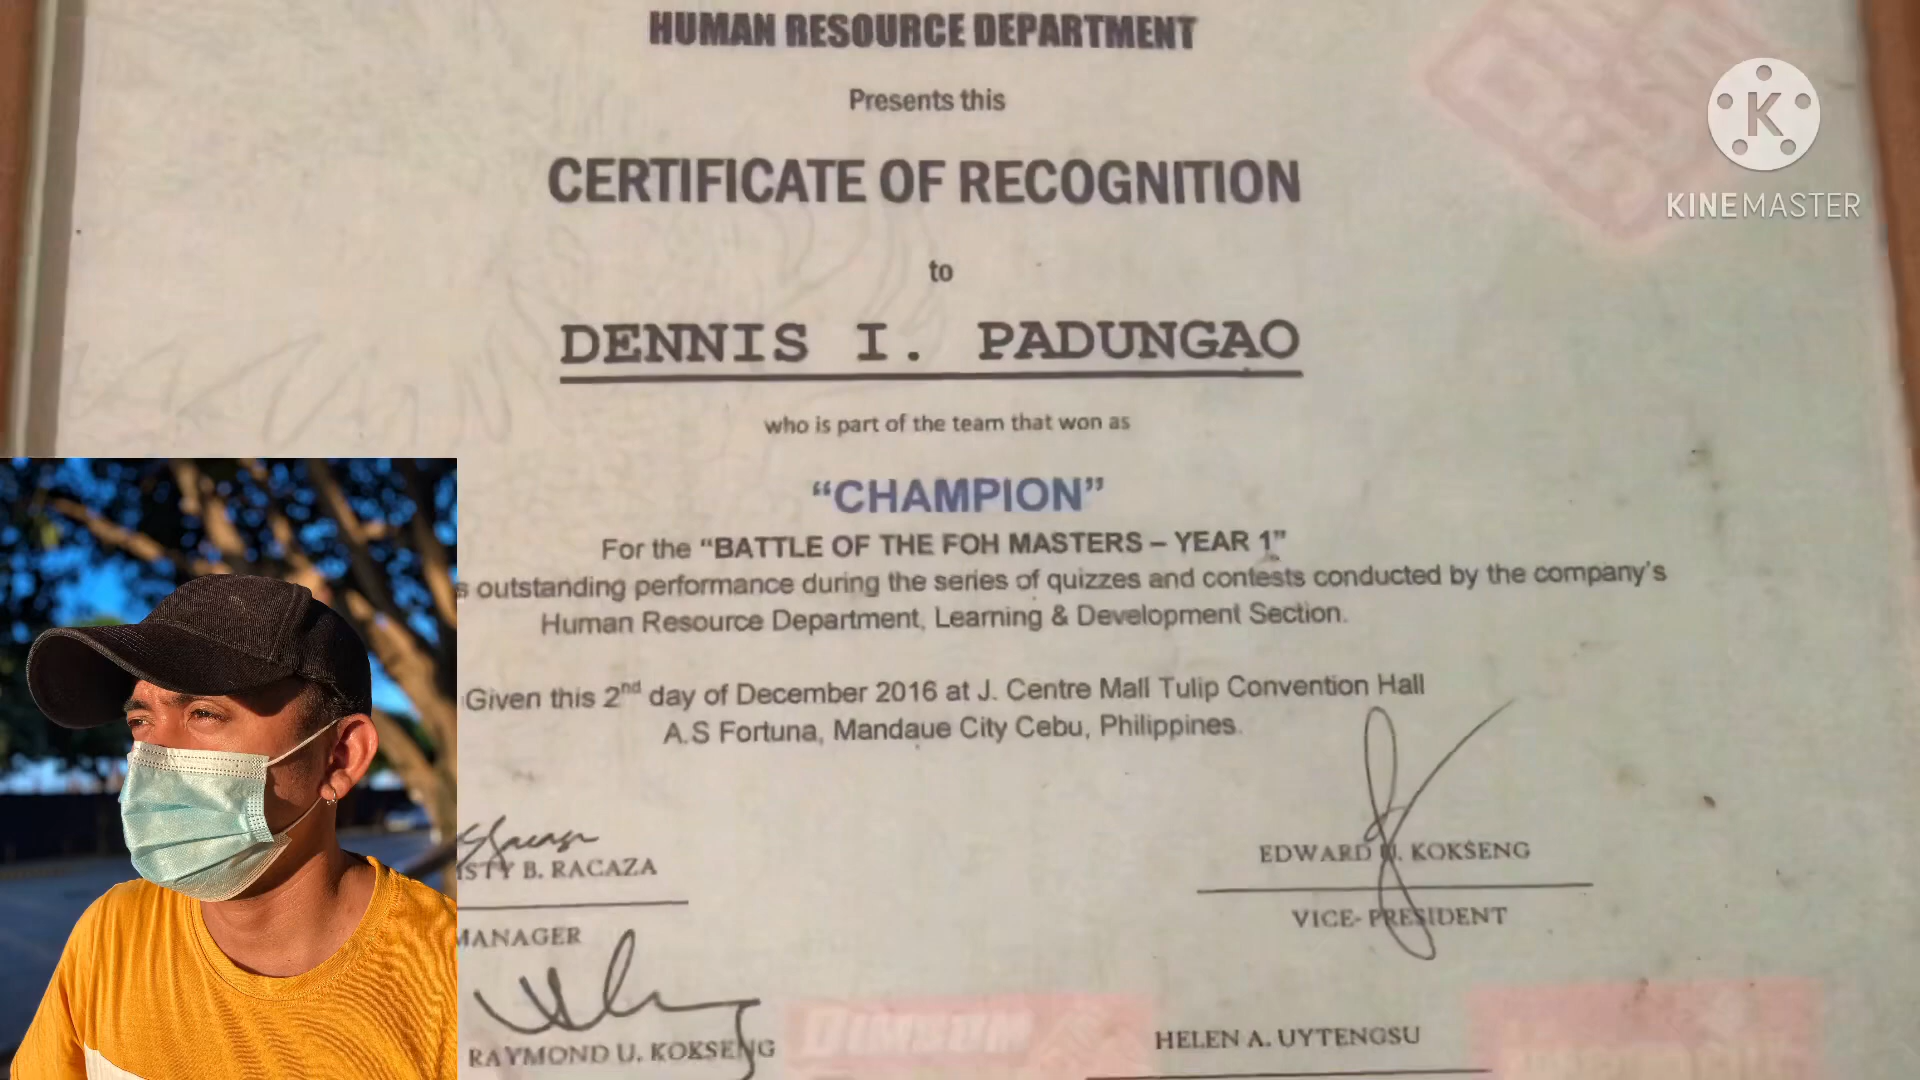 HUMAN RESOURCE DEPARTMENT
Presents this
CERTIFICATE OF RECOGNITION
to
DENNIS I. PADUNGAO
who is part of the team that won as
“CHAMPION”
For the “BATTLE OF THE FOH MASTERS – YEAR 1”
s outstanding performance during the series of quizzes and contests conducted by the company's
Human Resource Department, Learning & Development Section.
Given this 2nd day of December 2016 at J. Centre Mall Tulip Convention Hall
A.S Fortuna, Mandaue City Cebu, Philippines.
STY B. RACAZA
MANAGER
EDWARD U. KOKSENG
VICE-PRESIDENT
RAYMOND U. KOKSENG
DIMSUM
HELEN A. UYTENGSU
K
KINEMASTER